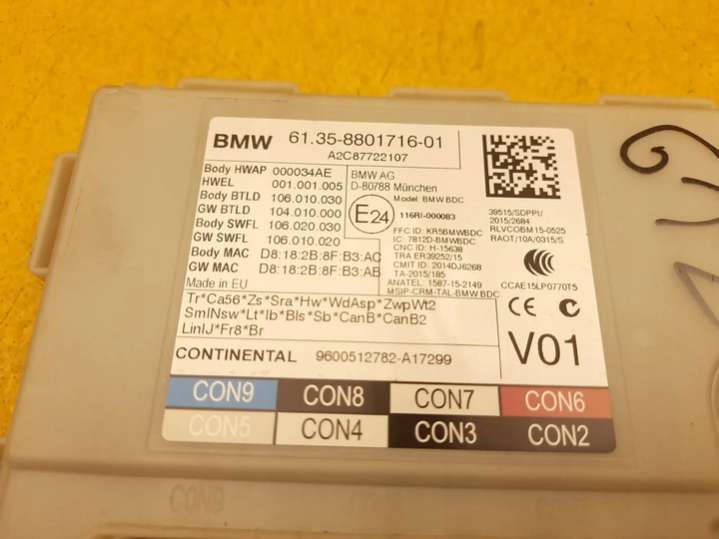 BMW 61.35-8801716-01
A2C87722107
Body HWAP 000034AE
HWEL 001.001.005
Body BTLD 106.010.030
GW BTLD 104.010.000
Body SWFL 106.020.030
GW SWFL 106.010.020
Body MAC D8:18:2B:8F:B3:AC
GW MAC D8:18:2B:8F:B3:AB
Made in EU
BMW AG
D-80788 München
Model: BMW BDC
E24 116RI-000083
FFC ID: KR5BMWBDC
IC: 7812D-BMWBDC
CNC ID: H-15638
TRA ER39252/15
CMIT ID: 2014DJ6268
TA-2015/185
ANATEL: 1587-15-2149
MSIP-CRM-TAL-BMW BDC
39515/SDPPI/
2015/2684
RLVCOBM15-0525
RAOT/10A/0315/S
CCAE15LP0770T5
CE
Tr*Ca56*Zs*Sra*Hw*WdAsp*ZwpWt2
SmlNsw*Lt*Ib*Bls*Sb*CanB*CanB2
LinIJ*Fr8*Br
V01
CONTINENTAL 9600512782-A17299
CON9 CON8 CON7 CON6
CON5 CON4 CON3 CON2
CON9